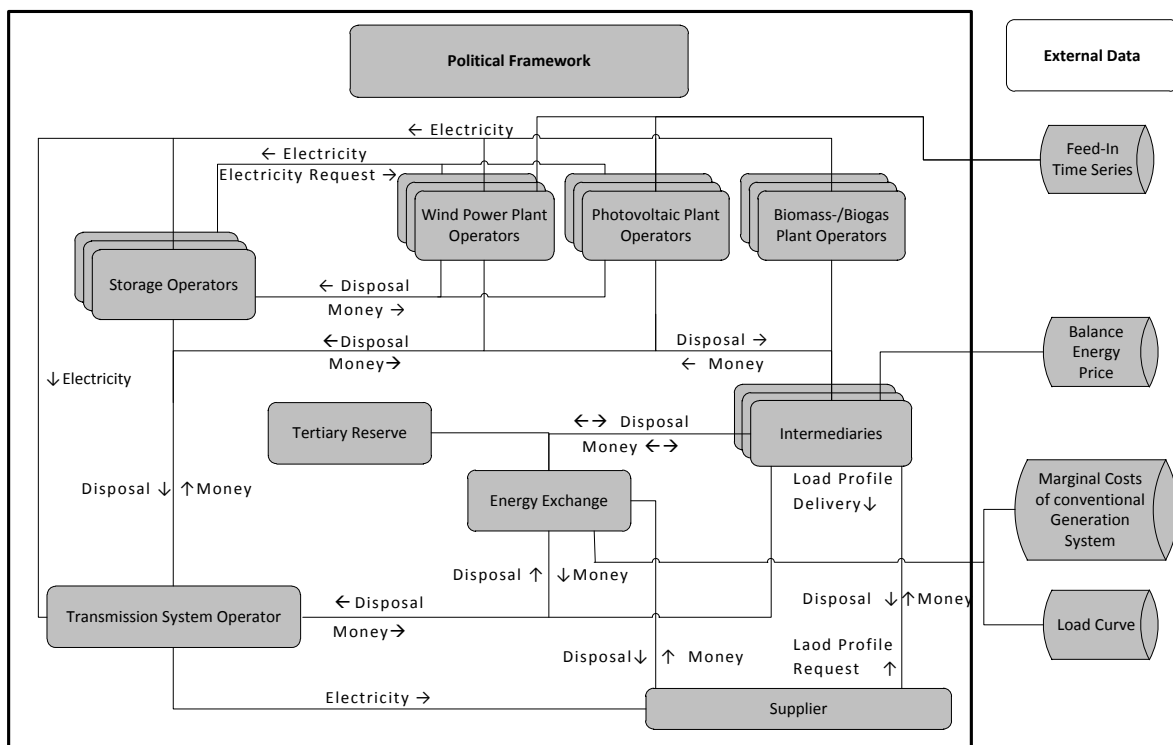 Political Framework
External Data
← Electricity
← Electricity
Electricity Request →
Feed-In
Time Series
Wind Power Plant
Operators
Photovoltaic Plant
Operators
Biomass-/Biogas
Plant Operators
Storage Operators
← Disposal
Money →
←Disposal
Money→
Disposal →
← Money
Balance
Energy
Price
↓Electricity
Tertiary Reserve
←→ Disposal
Money ←→
Intermediaries
Disposal ↓ ↑Money
Energy Exchange
Load Profile
Delivery↓
Marginal Costs
of conventional
Generation
System
Disposal ↑ ↓Money
Transmission System Operator
← Disposal
Money→
Disposal ↓↑Money
Load Curve
Disposal↓ ↑ Money
Laod Profile
Request ↑
Electricity →
Supplier